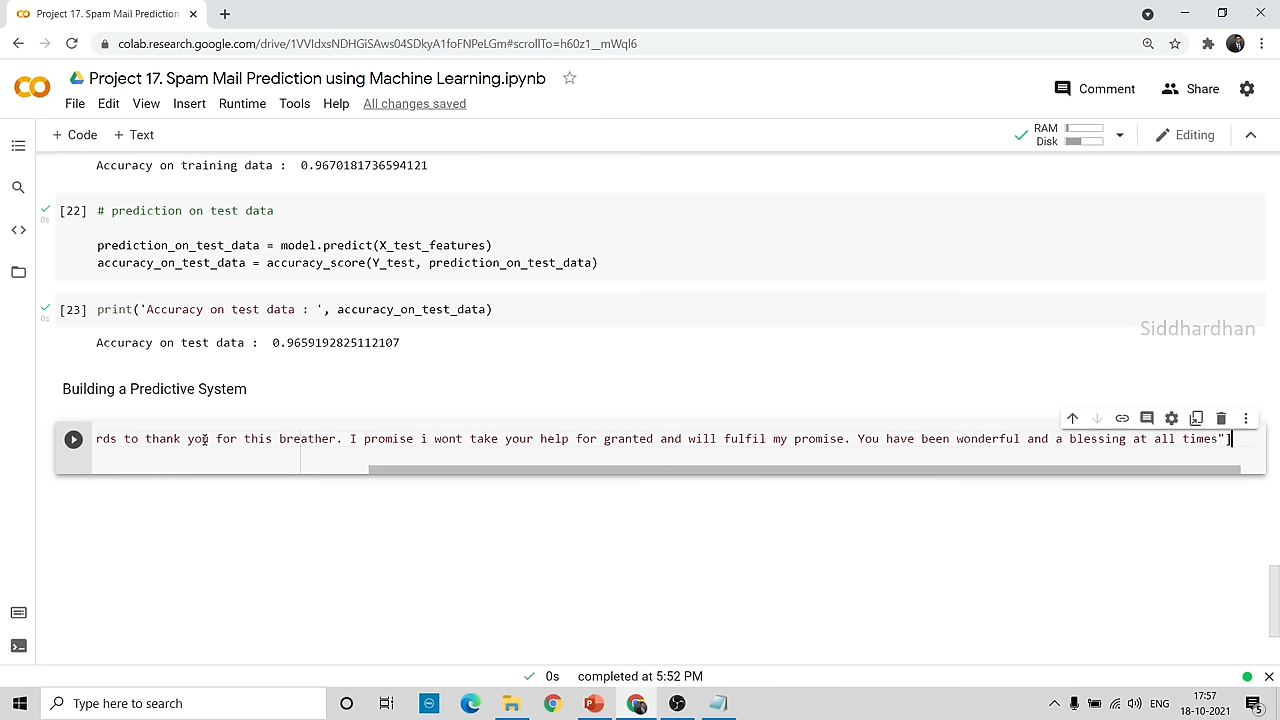 Project 17. Spam Mail Prediction
colab.research.google.com/drive/1VVIdxsNDHGiSAws04SDkyA1foFNPeLGm#scrollTo=h60z1__mWqI6
Project 17. Spam Mail Prediction using Machine Learning.ipynb
File Edit View Insert Runtime Tools Help All changes saved
Comment Share
+ Code + Text
RAM
Disk
Editing
Accuracy on training data : 0.9670181736594121
[22] # prediction on test data
0s
prediction_on_test_data = model.predict(X_test_features)
accuracy_on_test_data = accuracy_score(Y_test, prediction_on_test_data)
[23] print('Accuracy on test data : ', accuracy_on_test_data)
0s
Siddhardhan
Accuracy on test data : 0.9659192825112107
Building a Predictive System
rds to thank you for this breather. I promise i wont take your help for granted and will fulfil my promise. You have been wonderful and a blessing at all times"]
0s completed at 5:52 PM
Type here to search
ENG
17:57
18-10-2021
5